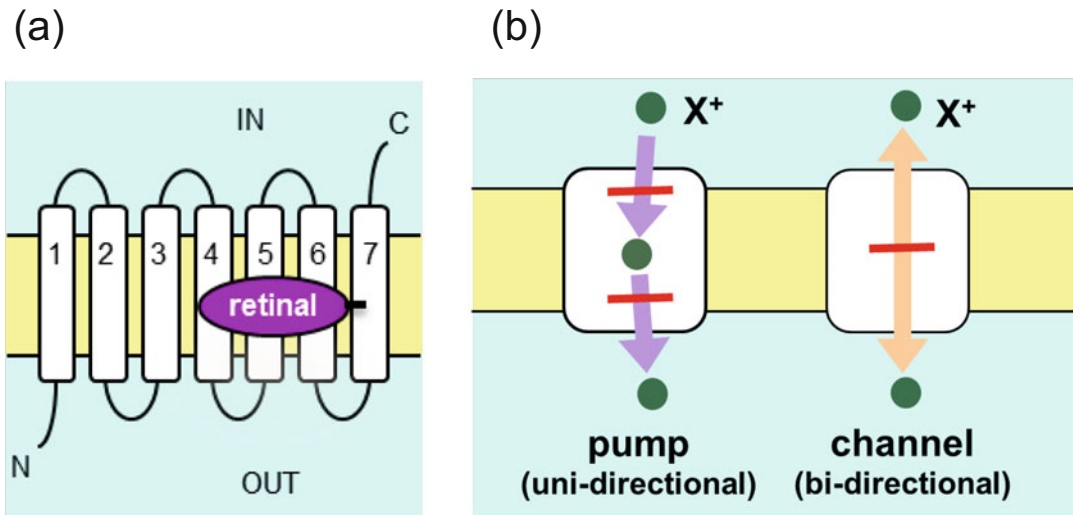 (a)
IN
C
1 2 3 4 5 6 7
retinal
N
OUT
(b)
X+
X+
pump
(uni-directional)
channel
(bi-directional)